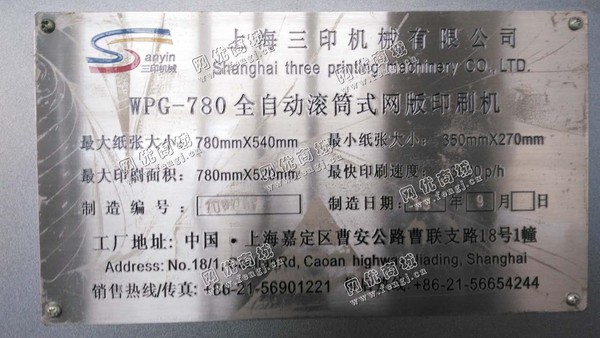 Sanyin
三印机械
上海三印机械有限公司
Shanghai three printing machinery CO.,LTD.
WPG-780 全自动滚筒式网版印刷机
最大纸张大小: 780mmX540mm 最小纸张大小: 350mmX270mm
最大印刷面积: 780mmX520mm 最快印刷速度: p/h
制造编号: 制造日期: 年 9 月 日
工厂地址: 中国·上海嘉定区曹安公路曹联支路18号1幢
Address: No.18/1, Rd, Caoan highway Jiading, Shanghai
销售热线/传真: +86-21-56901221 +86-21-56654244
网优商城
www.fengj.cn